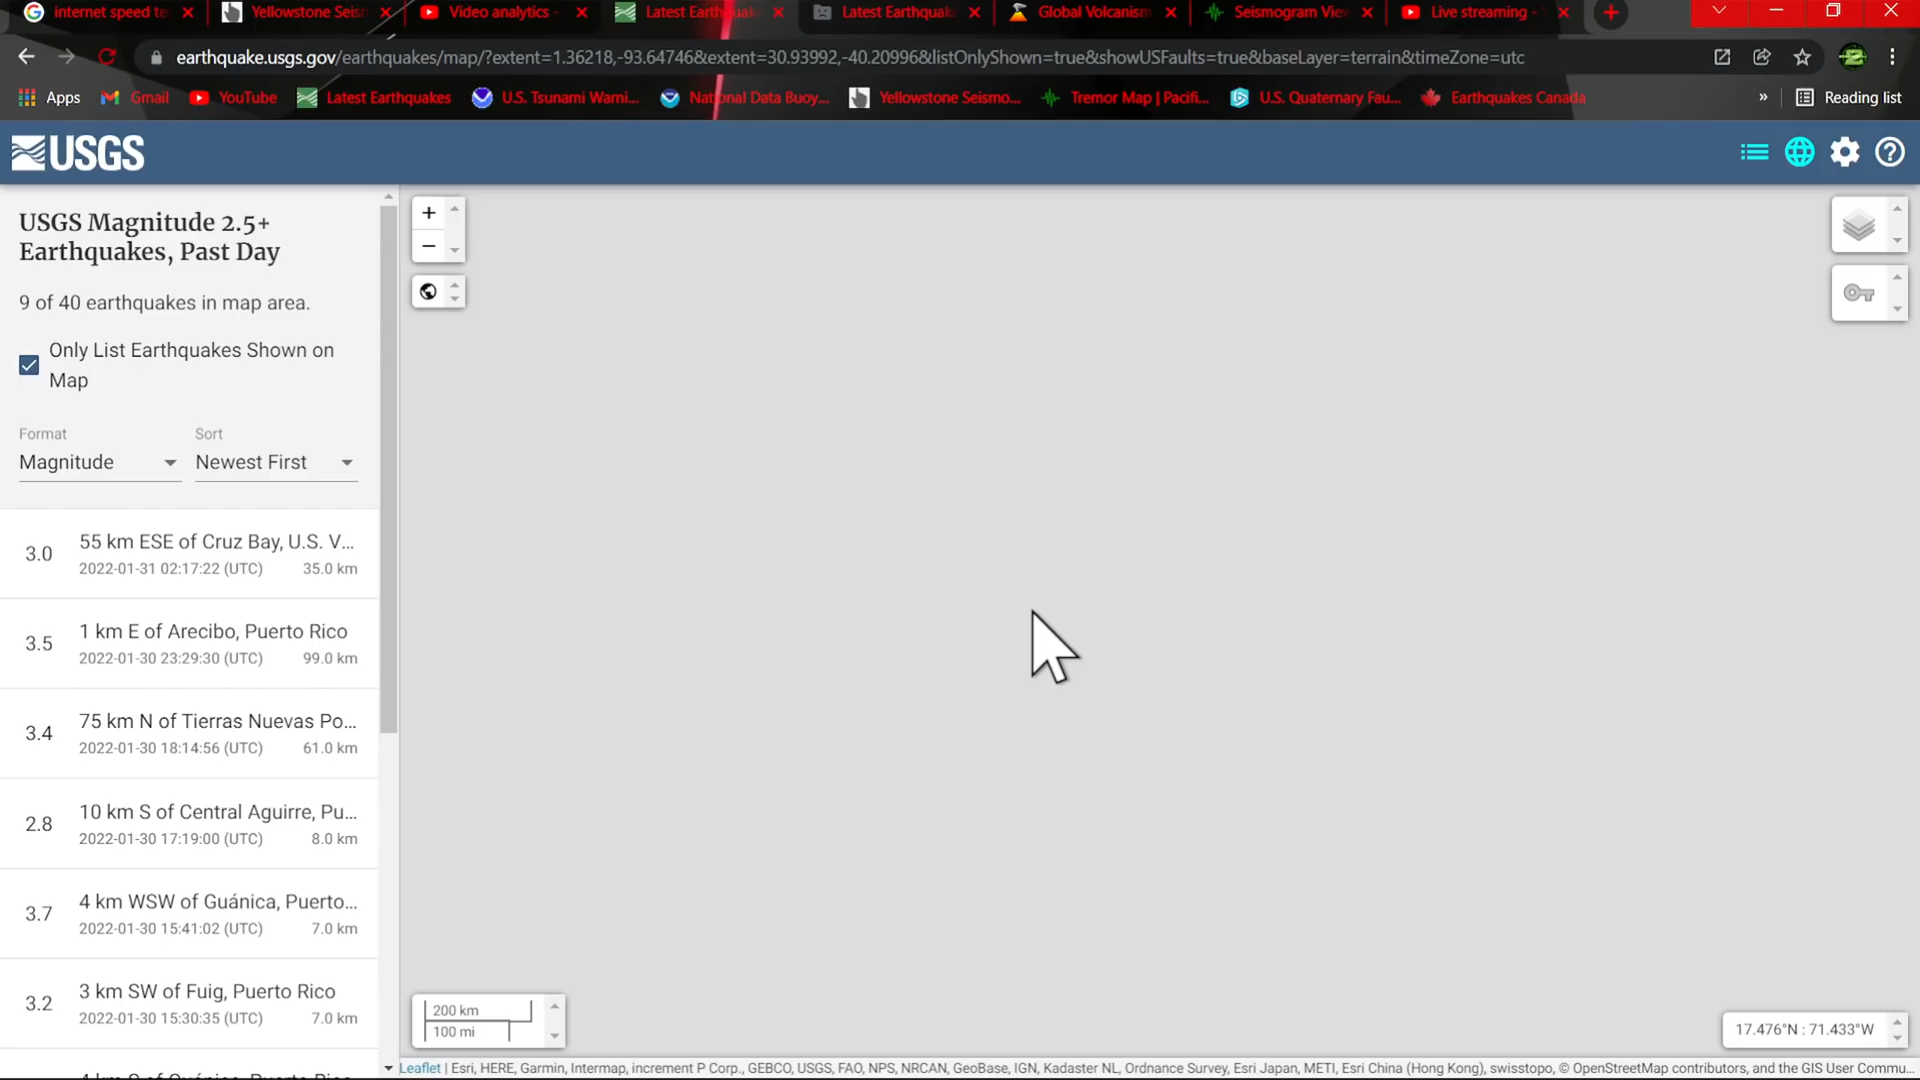 internet speed te
Yellowstone Seisn
Video analytics -
Latest Earthquak
Latest Earthquak
Global Volcanism
Seismogram View
Live streaming -
earthquake.usgs.gov/earthquakes/map/?extent=1.36218,-93.64746&extent=30.93992,-40.20996&listOnlyShown=true&showUSFaults=true&baseLayer=terrain&timeZone=utc
Apps
Gmail
YouTube
Latest Earthquakes
U.S. Tsunami Warni...
National Data Buoy...
Yellowstone Seismo...
Tremor Map | Pacifi...
U.S. Quaternary Fau...
Earthquakes Canada
»
Reading list
USGS
USGS Magnitude 2.5+
Earthquakes, Past Day
9 of 40 earthquakes in map area.
Only List Earthquakes Shown on
Map
Format
Sort
Magnitude
Newest First
3.0
55 km ESE of Cruz Bay, U.S. V...
2022-01-31 02:17:22 (UTC) 35.0 km
3.5
1 km E of Arecibo, Puerto Rico
2022-01-30 23:29:30 (UTC) 99.0 km
3.4
75 km N of Tierras Nuevas Po...
2022-01-30 18:14:56 (UTC) 61.0 km
2.8
10 km S of Central Aguirre, Pu...
2022-01-30 17:19:00 (UTC) 8.0 km
3.7
4 km WSW of Guánica, Puerto...
2022-01-30 15:41:02 (UTC) 7.0 km
3.2
3 km SW of Fuig, Puerto Rico
2022-01-30 15:30:35 (UTC) 7.0 km
+
−
200 km
100 mi
17.476°N : 71.433°W
Leaflet | Esri, HERE, Garmin, Intermap, increment P Corp., GEBCO, USGS, FAO, NPS, NRCAN, GeoBase, IGN, Kadaster NL, Ordnance Survey, Esri Japan, METI, Esri China (Hong Kong), swisstopo, © OpenStreetMap contributors, and the GIS User Commu...